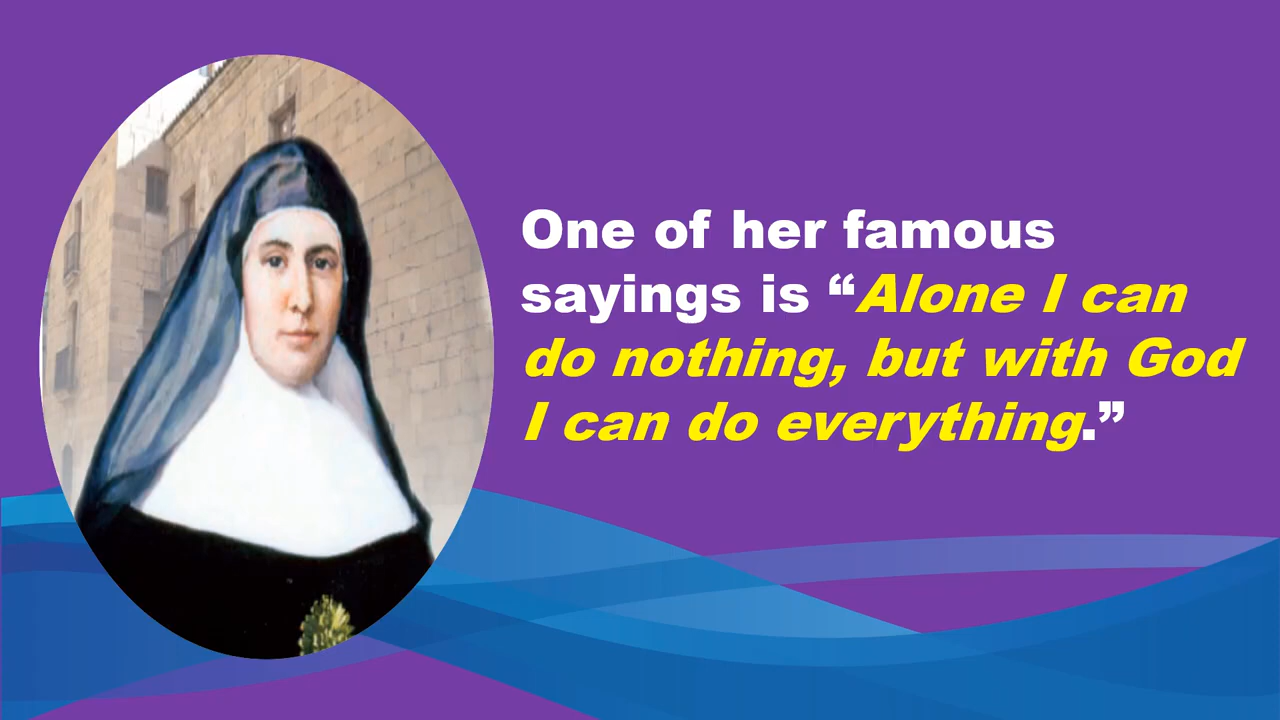 One of her famous
sayings is “Alone I can
do nothing, but with God
I can do everything.”